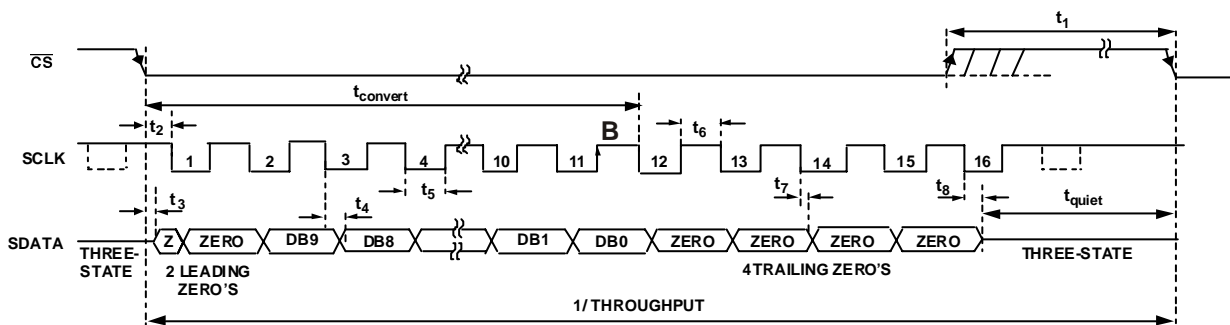 t1
CS
tconvert
t2
B
t6
SCLK
1 2 3 4 10 11 12 13 14 15 16
t3
t4
t5
t7
t8
tquiet
SDATA
Z ZERO DB9 DB8 DB1 DB0 ZERO ZERO ZERO ZERO
THREE-
STATE
2 LEADING
ZERO'S
4 TRAILING ZERO'S
THREE-STATE
1/ THROUGHPUT